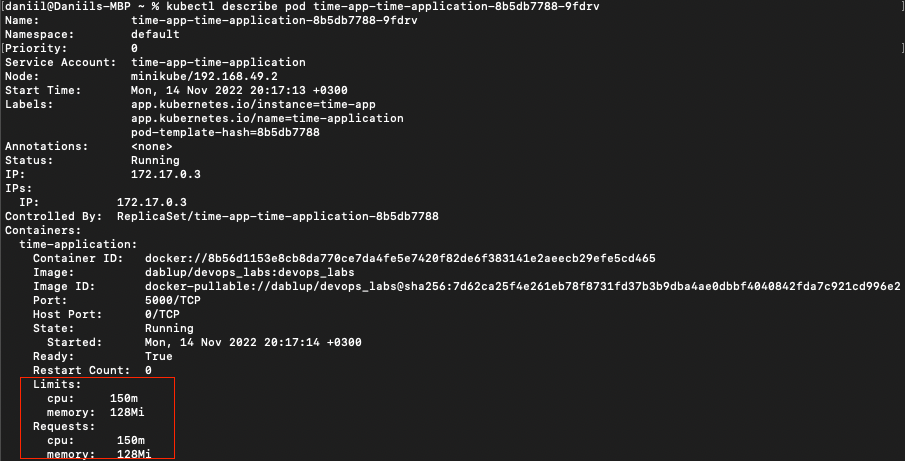 [daniil@Daniils-MBP ~ % kubectl describe pod time-app-time-application-8b5db7788-9fdrv ]
Name: time-app-time-application-8b5db7788-9fdrv
Namespace: default
[Priority: 0 ]
Service Account: time-app-time-application
Node: minikube/192.168.49.2
Start Time: Mon, 14 Nov 2022 20:17:13 +0300
Labels: app.kubernetes.io/instance=time-app
app.kubernetes.io/name=time-application
pod-template-hash=8b5db7788
Annotations: <none>
Status: Running
IP: 172.17.0.3
IPs:
IP: 172.17.0.3
Controlled By: ReplicaSet/time-app-time-application-8b5db7788
Containers:
time-application:
Container ID: docker://8b56d1153e8cb8da770ce7da4fe5e7420f82de6f383141e2aeecb29efe5cd465
Image: dablup/devops_labs:devops_labs
Image ID: docker-pullable://dablup/devops_labs@sha256:7d62ca25f4e261eb78f8731fd37b3b9dba4ae0dbbf4040842fda7c921cd996e2
Port: 5000/TCP
Host Port: 0/TCP
State: Running
Started: Mon, 14 Nov 2022 20:17:14 +0300
Ready: True
Restart Count: 0
Limits:
cpu: 150m
memory: 128Mi
Requests:
cpu: 150m
memory: 128Mi